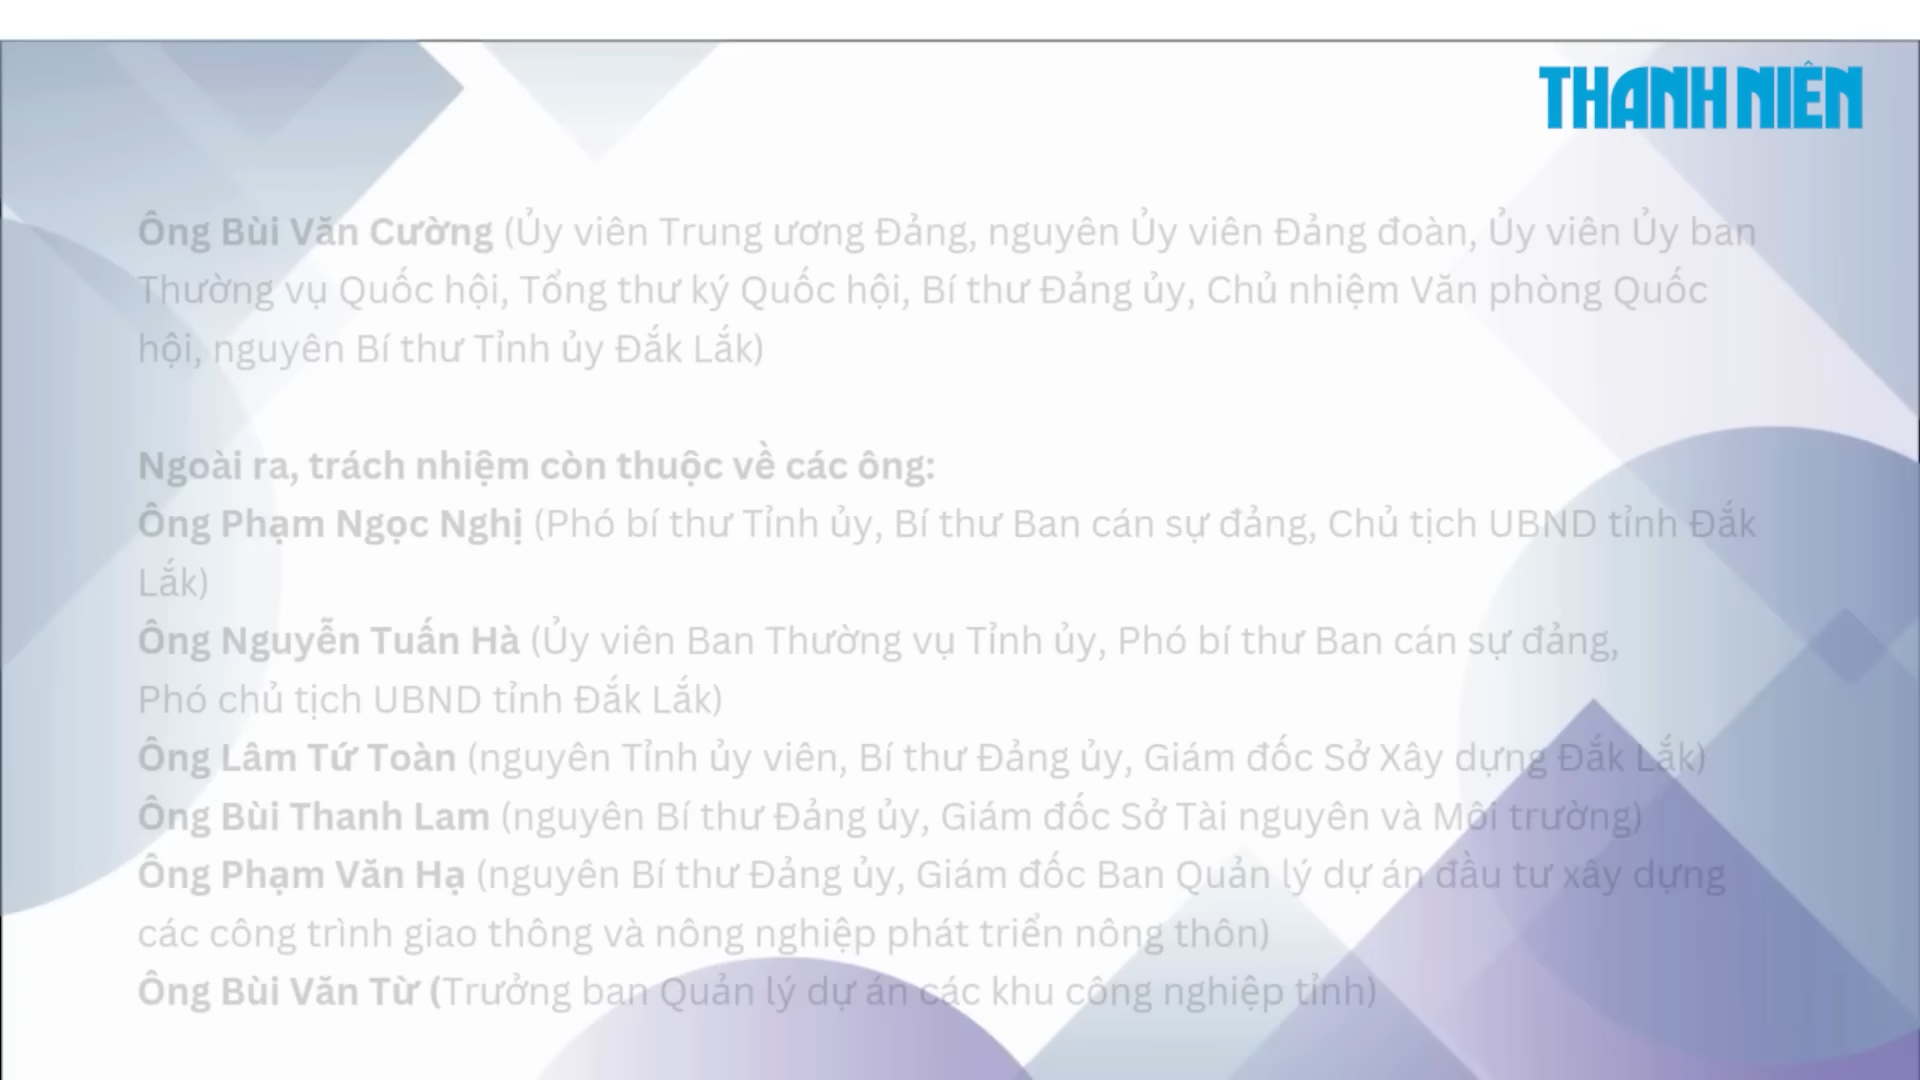 THANH NIÊN
Ông Bùi Văn Cường (Ủy viên Trung ương Đảng, nguyên Ủy viên Đảng đoàn, Ủy viên Ủy ban
Thường vụ Quốc hội, Tổng thư ký Quốc hội, Bí thư Đảng ủy, Chủ nhiệm Văn phòng Quốc
hội, nguyên Bí thư Tỉnh ủy Đắk Lắk)
Ngoài ra, trách nhiệm còn thuộc về các ông:
Ông Phạm Ngọc Nghị (Phó bí thư Tỉnh ủy, Bí thư Ban cán sự đảng, Chủ tịch UBND tỉnh Đắk
Lắk)
Ông Nguyễn Tuấn Hà (Ủy viên Ban Thường vụ Tỉnh ủy, Phó bí thư Ban cán sự đảng,
Phó chủ tịch UBND tỉnh Đắk Lắk)
Ông Lâm Tứ Toàn (nguyên Tỉnh ủy viên, Bí thư Đảng ủy, Giám đốc Sở Xây dựng Đắk Lắk)
Ông Bùi Thanh Lam (nguyên Bí thư Đảng ủy, Giám đốc Sở Tài nguyên và Môi trường)
Ông Phạm Văn Hạ (nguyên Bí thư Đảng ủy, Giám đốc Ban Quản lý dự án đầu tư xây dựng
các công trình giao thông và nông nghiệp phát triển nông thôn)
Ông Bùi Văn Từ (Trưởng ban Quản lý dự án các khu công nghiệp tỉnh)